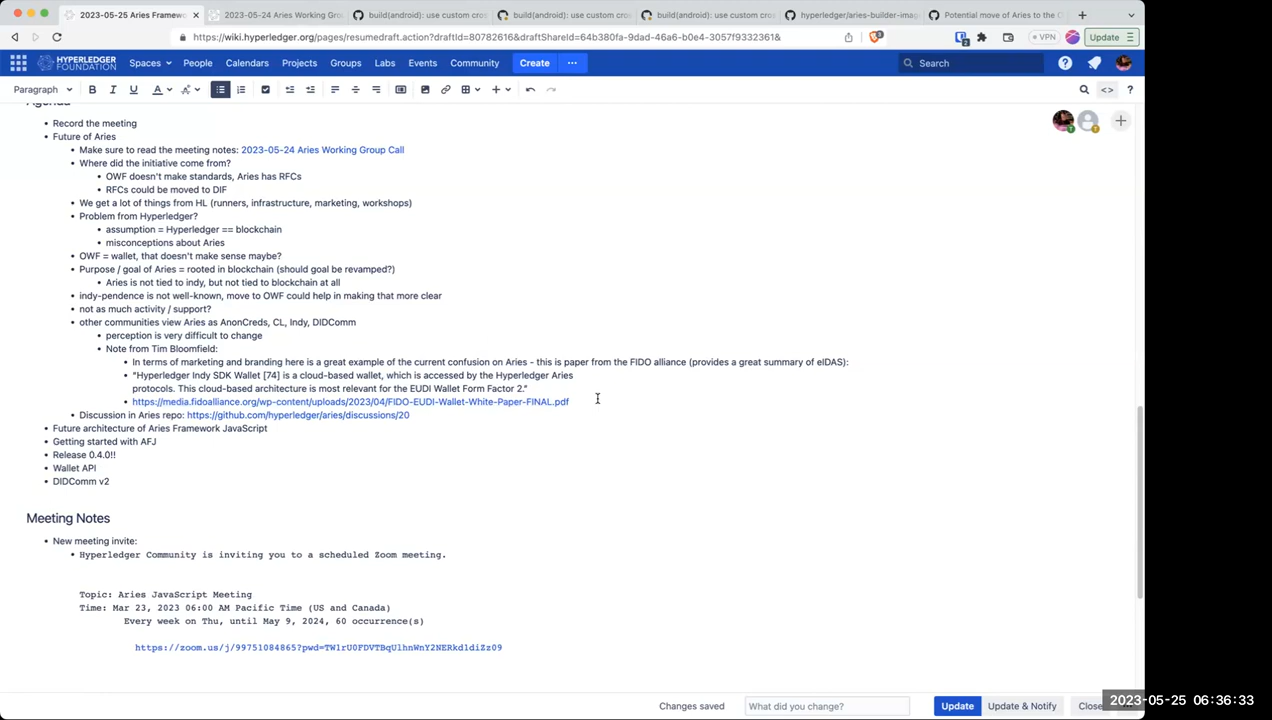 2023-05-25 Aries Framew
2023-05-24 Aries Working Gro
build(android): use custom cros
build(android): use custom cros
build(android): use custom cros
hyperledger/aries-builder-imag
Potential move of Aries to the O
https://wiki.hyperledger.org/pages/resumedraft.action?draftId=80782616&draftShareId=64b380fa-9dad-46a6-b0e4-3057f9332361&
VPN
Update
HYPERLEDGER
FOUNDATION
Spaces
People
Calendars
Projects
Groups
Labs
Events
Community
Create
Search
Paragraph
Agenda
Record the meeting
Future of Aries
Make sure to read the meeting notes: 2023-05-24 Aries Working Group Call
Where did the initiative come from?
OWF doesn't make standards, Aries has RFCs
RFCs could be moved to DIF
We get a lot of things from HL (runners, infrastructure, marketing, workshops)
Problem from Hyperledger?
assumption = Hyperledger == blockchain
misconceptions about Aries
OWF = wallet, that doesn't make sense maybe?
Purpose / goal of Aries = rooted in blockchain (should goal be revamped?)
Aries is not tied to indy, but not tied to blockchain at all
indy-pendence is not well-known, move to OWF could help in making that more clear
not as much activity / support?
other communities view Aries as AnonCreds, CL, Indy, DIDComm
perception is very difficult to change
Note from Tim Bloomfield:
In terms of marketing and branding here is a great example of the current confusion on Aries - this is paper from the FIDO alliance (provides a great summary of eIDAS):
"Hyperledger Indy SDK Wallet [74] is a cloud-based wallet, which is accessed by the Hyperledger Aries
protocols. This cloud-based architecture is most relevant for the EUDI Wallet Form Factor 2."
https://media.fidoalliance.org/wp-content/uploads/2023/04/FIDO-EUDI-Wallet-White-Paper-FINAL.pdf
Discussion in Aries repo: https://github.com/hyperledger/aries/discussions/20
Future architecture of Aries Framework JavaScript
Getting started with AFJ
Release 0.4.0!!
Wallet API
DIDComm v2
Meeting Notes
New meeting invite:
Hyperledger Community is inviting you to a scheduled Zoom meeting.
Topic: Aries JavaScript Meeting
Time: Mar 23, 2023 06:00 AM Pacific Time (US and Canada)
Every week on Thu, until May 9, 2024, 60 occurrence(s)
https://zoom.us/j/99751084865?pwd=TW1rU0FDVTBqUlhnWnY2NERkd1diZz09
Changes saved
What did you change?
Update
Update & Notify
Close
2023-05-25 06:36:33